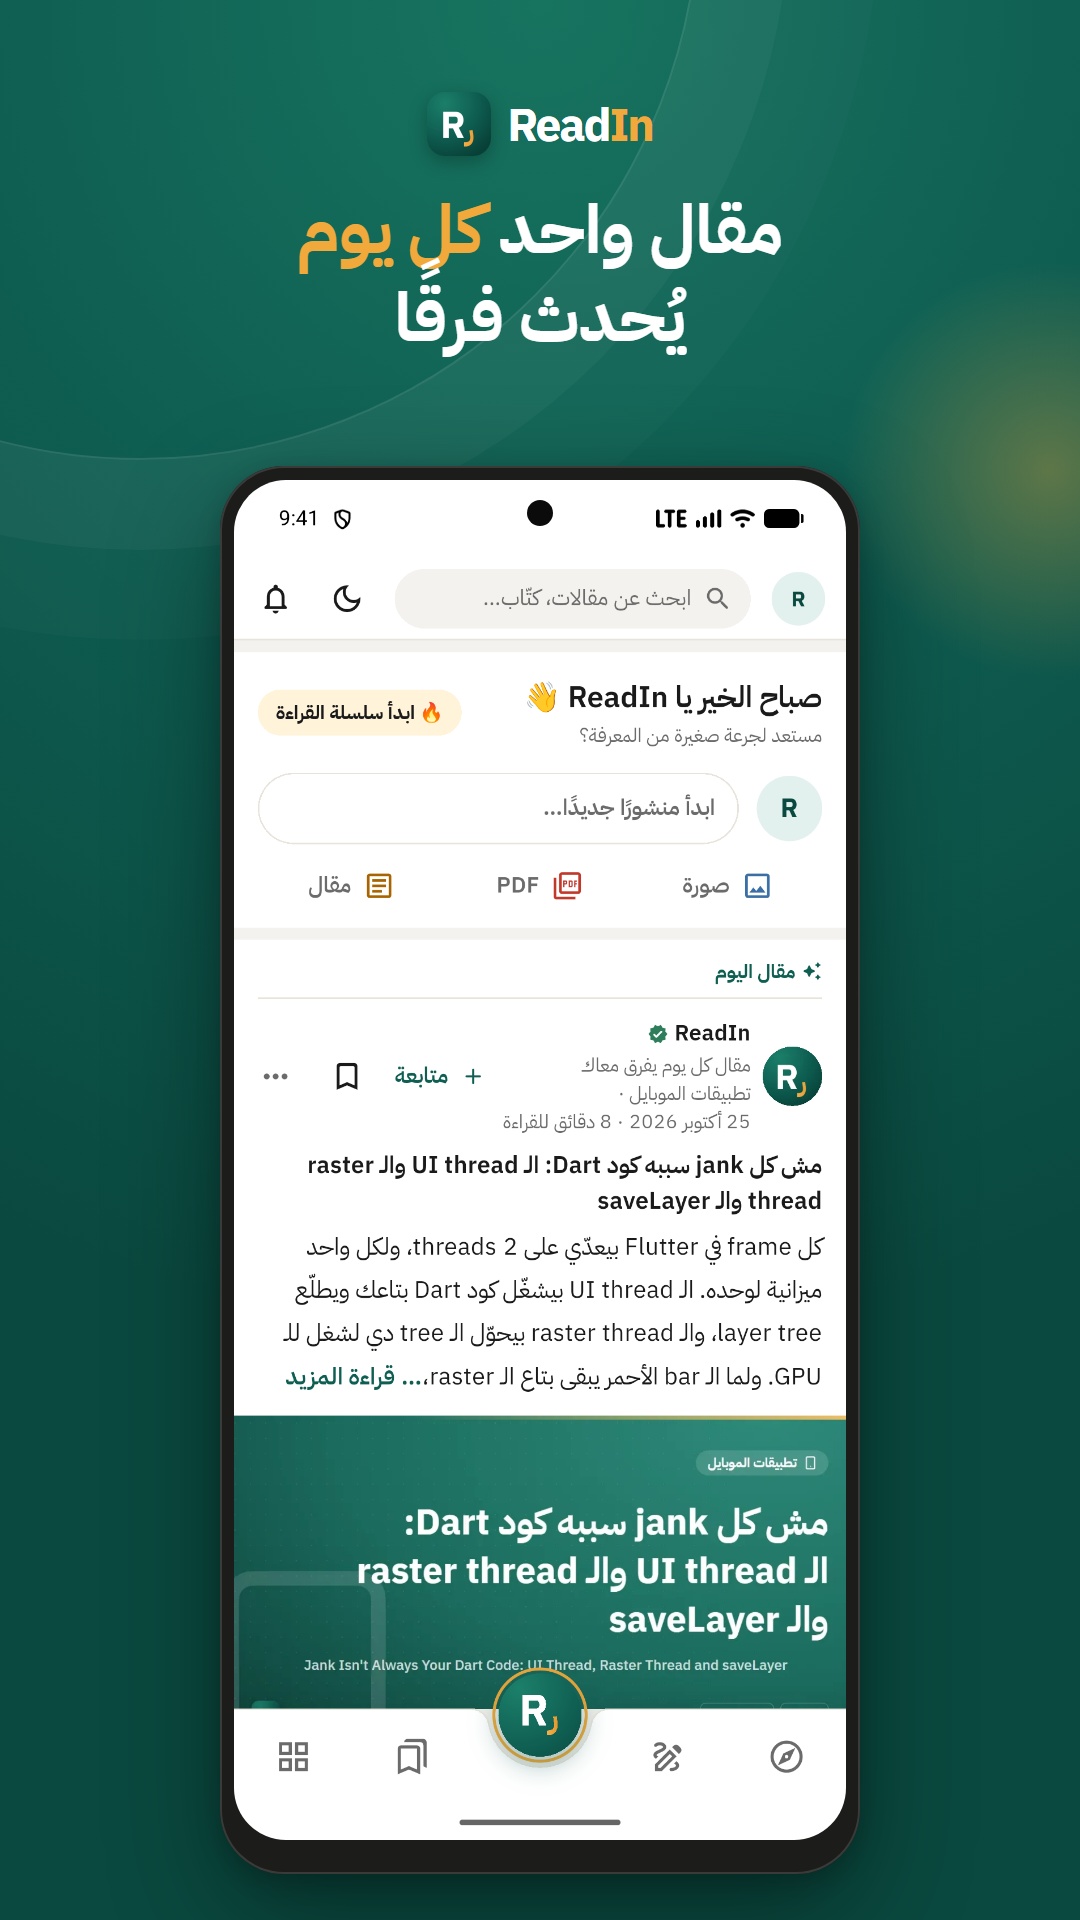 Rر ReadIn
مقال واحد كل يوم
يُحدث فرقًا
9:41 LTE
R
ابحث عن مقالات، كتّاب...
صباح الخير يا ReadIn 👋
🔥 ابدأ سلسلة القراءة
مستعد لجرعة صغيرة من المعرفة؟
R
ابدأ منشورًا جديدًا...
صورة PDF مقال
مقال اليوم
Rر
ReadIn
مقال كل يوم يفرق معاك
تطبيقات الموبايل ·
25 أكتوبر 2026 · 8 دقائق للقراءة
+ متابعة
مش كل jank سببه كود Dart: الـ UI thread والـ raster
thread والـ saveLayer
كل frame في Flutter بيعدّي على 2 threads، ولكل واحد
ميزانية لوحده. الـ UI thread بيشغّل كود Dart بتاعك ويطلّع
layer tree، والـ raster thread بيحوّل الـ tree دي لشغل للـ
GPU. ولما الـ bar الأحمر يبقى بتاع الـ raster،... قراءة المزيد
تطبيقات الموبايل
مش كل jank سببه كود Dart:
الـ UI thread والـ raster thread
والـ saveLayer
Jank Isn't Always Your Dart Code: UI Thread, Raster Thread and saveLayer
Rر